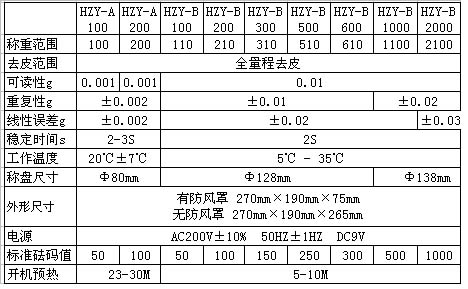 HZY-A HZY-A HZY-B HZY-B HZY-B HZY-B HZY-B HZY-B HZY-B
100 200 100 200 300 500 600 1000 2000
称重范围 100 200 110 210 310 510 610 1100 2100
去皮范围 全量程去皮
可读性g 0.001 0.001 0.01
重复性g ±0.002 ±0.01 ±0.02
线性误差g ±0.002 ±0.02 ±0.03
稳定时间s 2-3S 2S
工作温度 20℃±7℃ 5℃ - 35℃
称盘尺寸 Φ80mm Φ128mm Φ138mm
外形尺寸 有防风罩 270mm×190mm×75mm
无防风罩 270mm×190mm×265mm
电源 AC200V±10% 50HZ±1HZ DC9V
标准砝码值 50 100 50 100 150 250 300 500 1000
开机预热 23-30M 5-10M